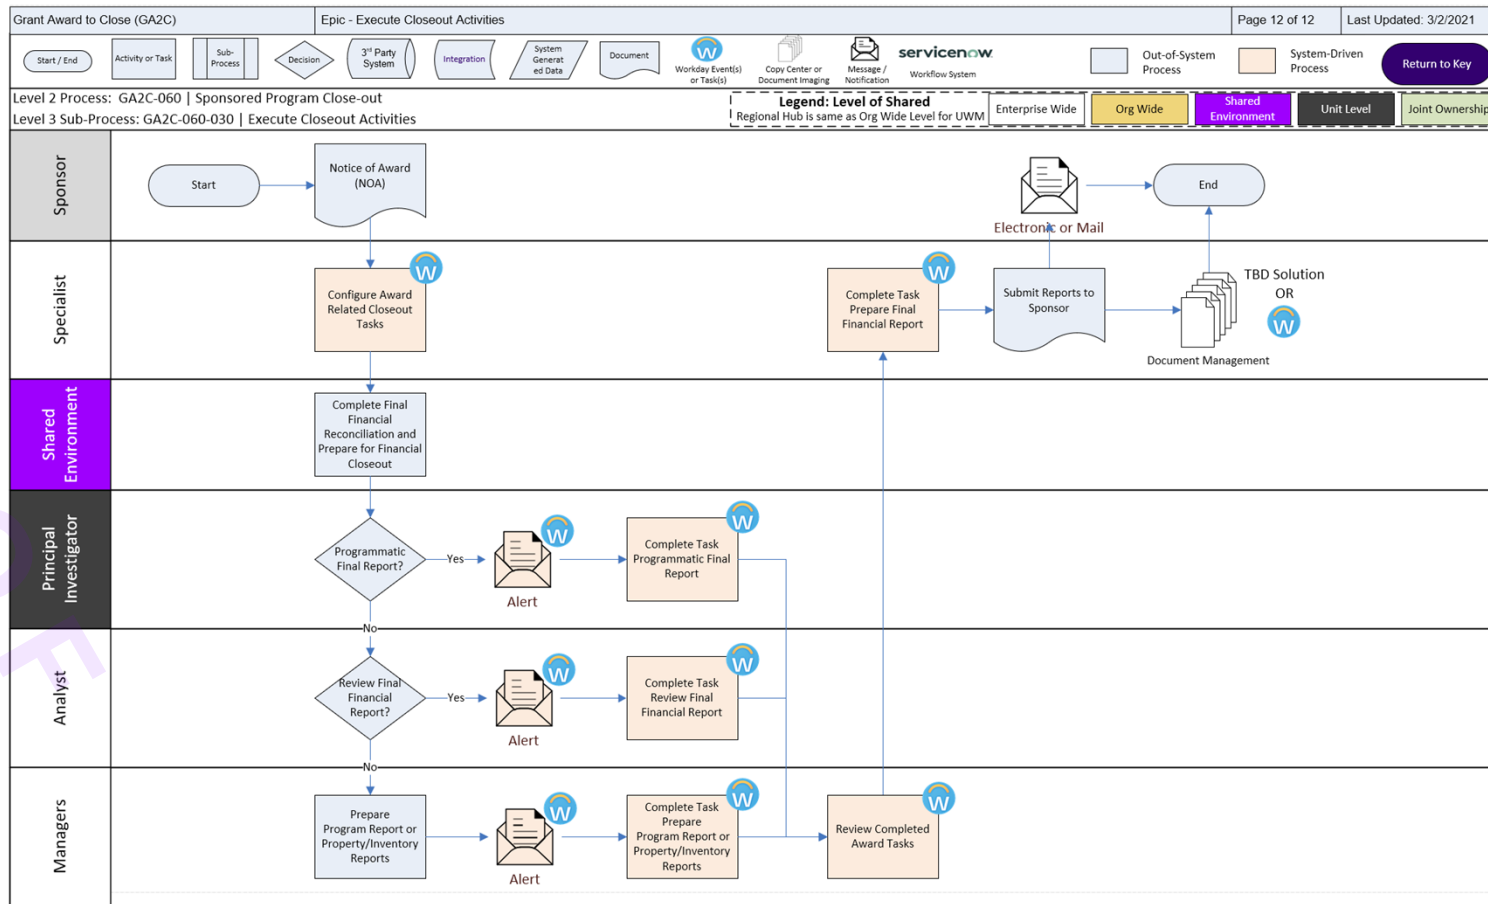 Grant Award to Close (GA2C)
Epic - Execute Closeout Activities
Page 12 of 12
Last Updated: 3/2/2021
Start / End
Activity or Task
Sub-
Process
Decision
3rd Party
System
Integration
System
Generat
ed Data
Document
Workday Event(s)
or Task(s)
Copy Center or
Document Imaging
Message /
Notification
servicenow
Workflow System
Out-of-System
Process
System-Driven
Process
Return to Key
Level 2 Process: GA2C-060 | Sponsored Program Close-out
Level 3 Sub-Process: GA2C-060-030 | Execute Closeout Activities
Legend: Level of Shared
Regional Hub is same as Org Wide Level for UWM
Enterprise Wide
Org Wide
Shared
Environment
Unit Level
Joint Ownership
Sponsor
Start
Notice of Award
(NOA)
Electronic or Mail
End
Specialist
Configure Award
Related Closeout
Tasks
Complete Task
Prepare Final
Financial Report
Submit Reports to
Sponsor
Document Management
TBD Solution
OR
Shared
Environment
Complete Final
Financial
Reconciliation and
Prepare for Financial
Closeout
Principal
Investigator
Programmatic
Final Report?
Yes
Alert
Complete Task
Programmatic Final
Report
No
Analyst
Review Final
Financial
Report?
Yes
Alert
Complete Task
Review Final
Financial Report
No
Managers
Prepare
Program Report or
Property/Inventory
Reports
Alert
Complete Task
Prepare
Program Report or
Property/Inventory
Reports
Review Completed
Award Tasks